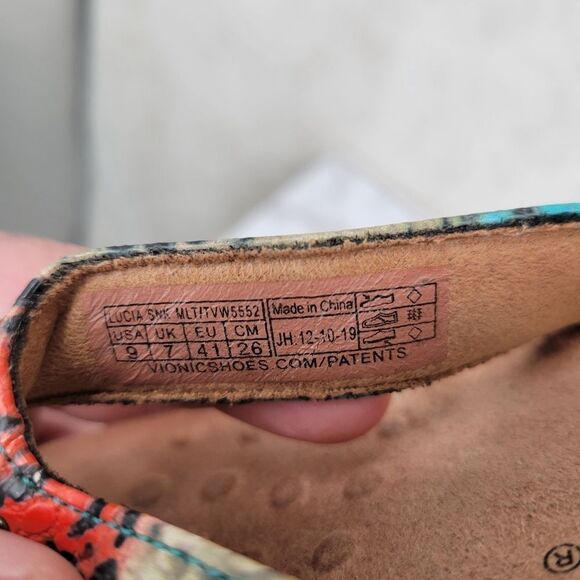 LUCIA SNK MLT/TVW5552
USA UK EU CM
9 7 41 26
Made in China
JH. 12-10-19
VIONICSHOES.COM/PATENTS
®